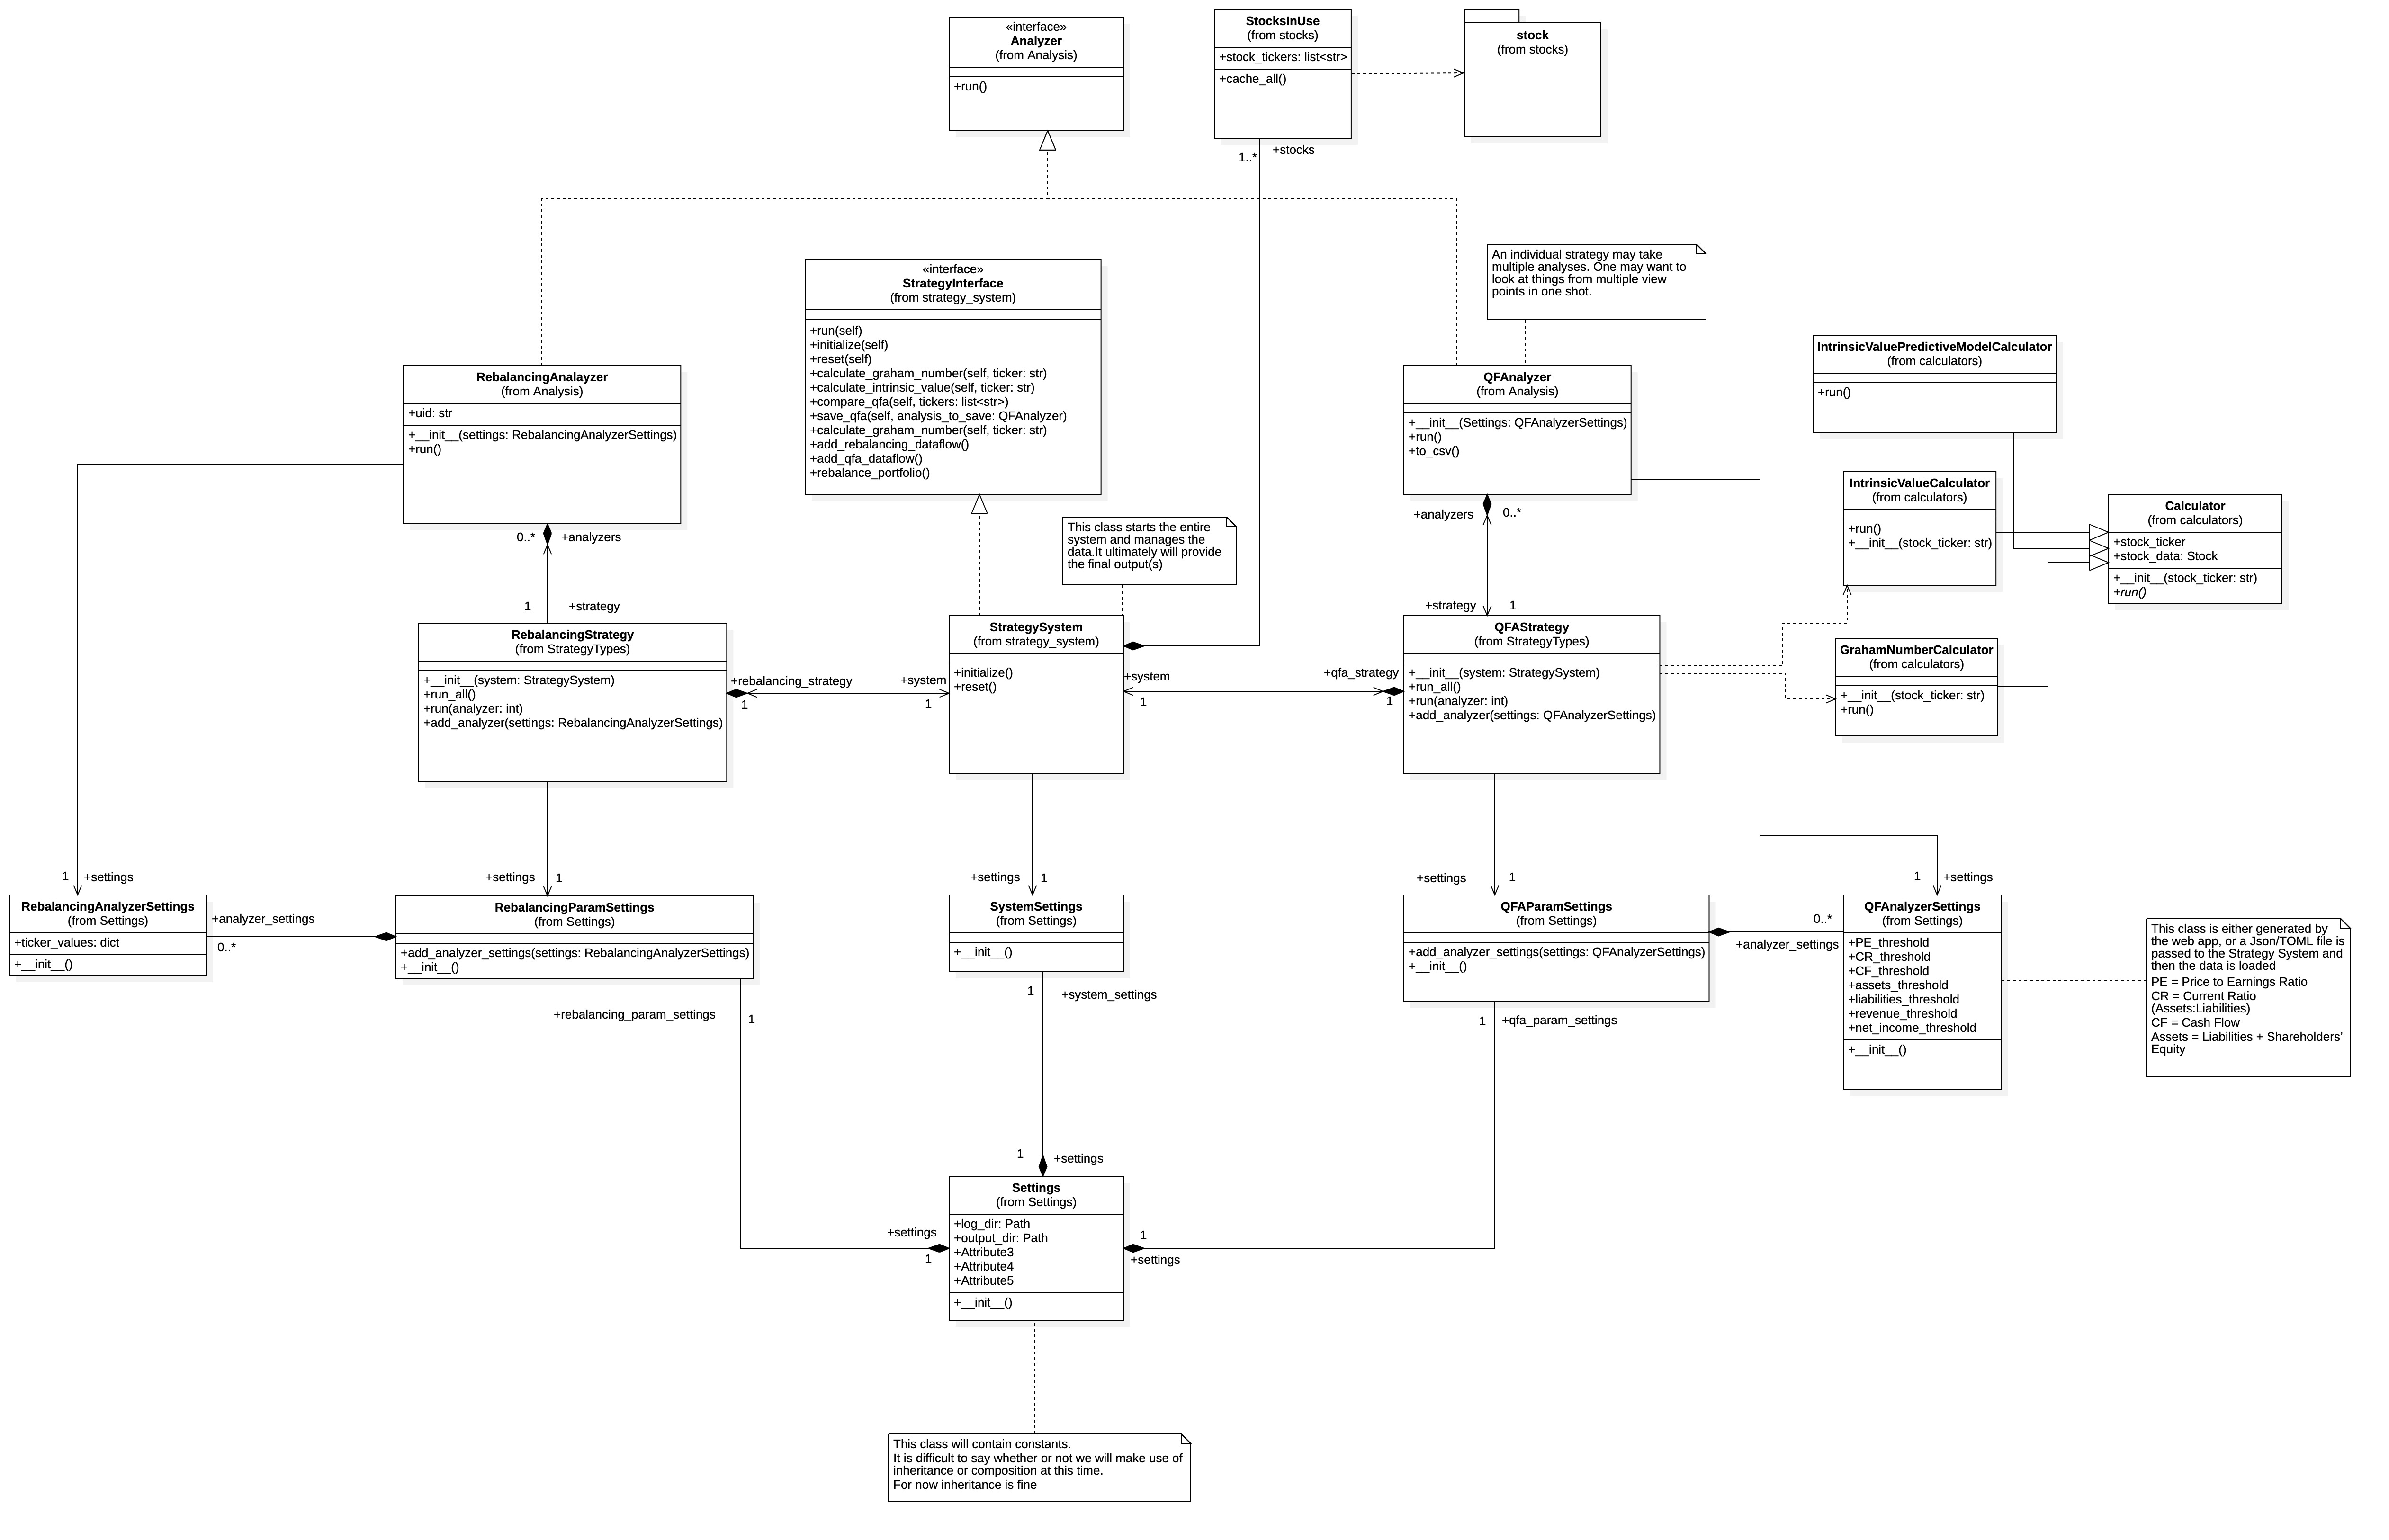 «interface»
Analyzer
(from Analysis)
+run()
StocksInUse
(from stocks)
+stock_tickers: list<str>
+cache_all()
stock
(from stocks)
1..*
+stocks
An individual strategy may take
multiple analyses. One may want to
look at things from multiple view
points in one shot.
«interface»
StrategyInterface
(from strategy_system)
+run(self)
+initialize(self)
+reset(self)
+calculate_graham_number(self, ticker: str)
+calculate_intrinsic_value(self, ticker: str)
+compare_qfa(self, tickers: list<str>)
+save_qfa(self, analysis_to_save: QFAnalyzer)
+calculate_graham_number(self, ticker: str)
+add_rebalancing_dataflow()
+add_qfa_dataflow()
+rebalance_portfolio()
RebalancingAnalayzer
(from Analysis)
+uid: str
+__init__(settings: RebalancingAnalyzerSettings)
+run()
QFAnalyzer
(from Analysis)
+__init__(Settings: QFAnalyzerSettings)
+run()
+to_csv()
IntrinsicValuePredictiveModelCalculator
(from calculators)
+run()
IntrinsicValueCalculator
(from calculators)
+run()
+__init__(stock_ticker: str)
Calculator
(from calculators)
+stock_ticker
+stock_data: Stock
+__init__(stock_ticker: str)
+run()
0..*
+analyzers
1
+strategy
This class starts the entire
system and manages the
data.It ultimately will provide
the final output(s)
+analyzers
0..*
+strategy
1
RebalancingStrategy
(from StrategyTypes)
+__init__(system: StrategySystem)
+run_all()
+run(analyzer: int)
+add_analyzer(settings: RebalancingAnalyzerSettings)
+rebalancing_strategy
1
+system
1
StrategySystem
(from strategy_system)
+initialize()
+reset()
+system
1
+qfa_strategy
1
QFAStrategy
(from StrategyTypes)
+__init__(system: StrategySystem)
+run_all()
+run(analyzer: int)
+add_analyzer(settings: QFAnalyzerSettings)
GrahamNumberCalculator
(from calculators)
+__init__(stock_ticker: str)
+run()
1
+settings
+settings
1
+settings
1
+settings
1
1
+settings
RebalancingAnalyzerSettings
(from Settings)
+ticker_values: dict
+__init__()
+analyzer_settings
0..*
RebalancingParamSettings
(from Settings)
+add_analyzer_settings(settings: RebalancingAnalyzerSettings)
+__init__()
SystemSettings
(from Settings)
+__init__()
QFAParamSettings
(from Settings)
+add_analyzer_settings(settings: QFAnalyzerSettings)
+__init__()
0..*
+analyzer_settings
QFAnalyzerSettings
(from Settings)
+PE_threshold
+CR_threshold
+CF_threshold
+assets_threshold
+liabilities_threshold
+revenue_threshold
+net_income_threshold
+__init__()
This class is either generated by
the web app, or a Json/TOML file is
passed to the Strategy System and
then the data is loaded
PE = Price to Earnings Ratio
CR = Current Ratio
(Assets:Liabilities)
CF = Cash Flow
Assets = Liabilities + Shareholders'
Equity
+rebalancing_param_settings
1
1
+system_settings
1
+qfa_param_settings
1
+settings
+settings
1
1
+settings
Settings
(from Settings)
+log_dir: Path
+output_dir: Path
+Attribute3
+Attribute4
+Attribute5
+__init__()
This class will contain constants.
It is difficult to say whether or not we will make use of
inheritance or composition at this time.
For now inheritance is fine